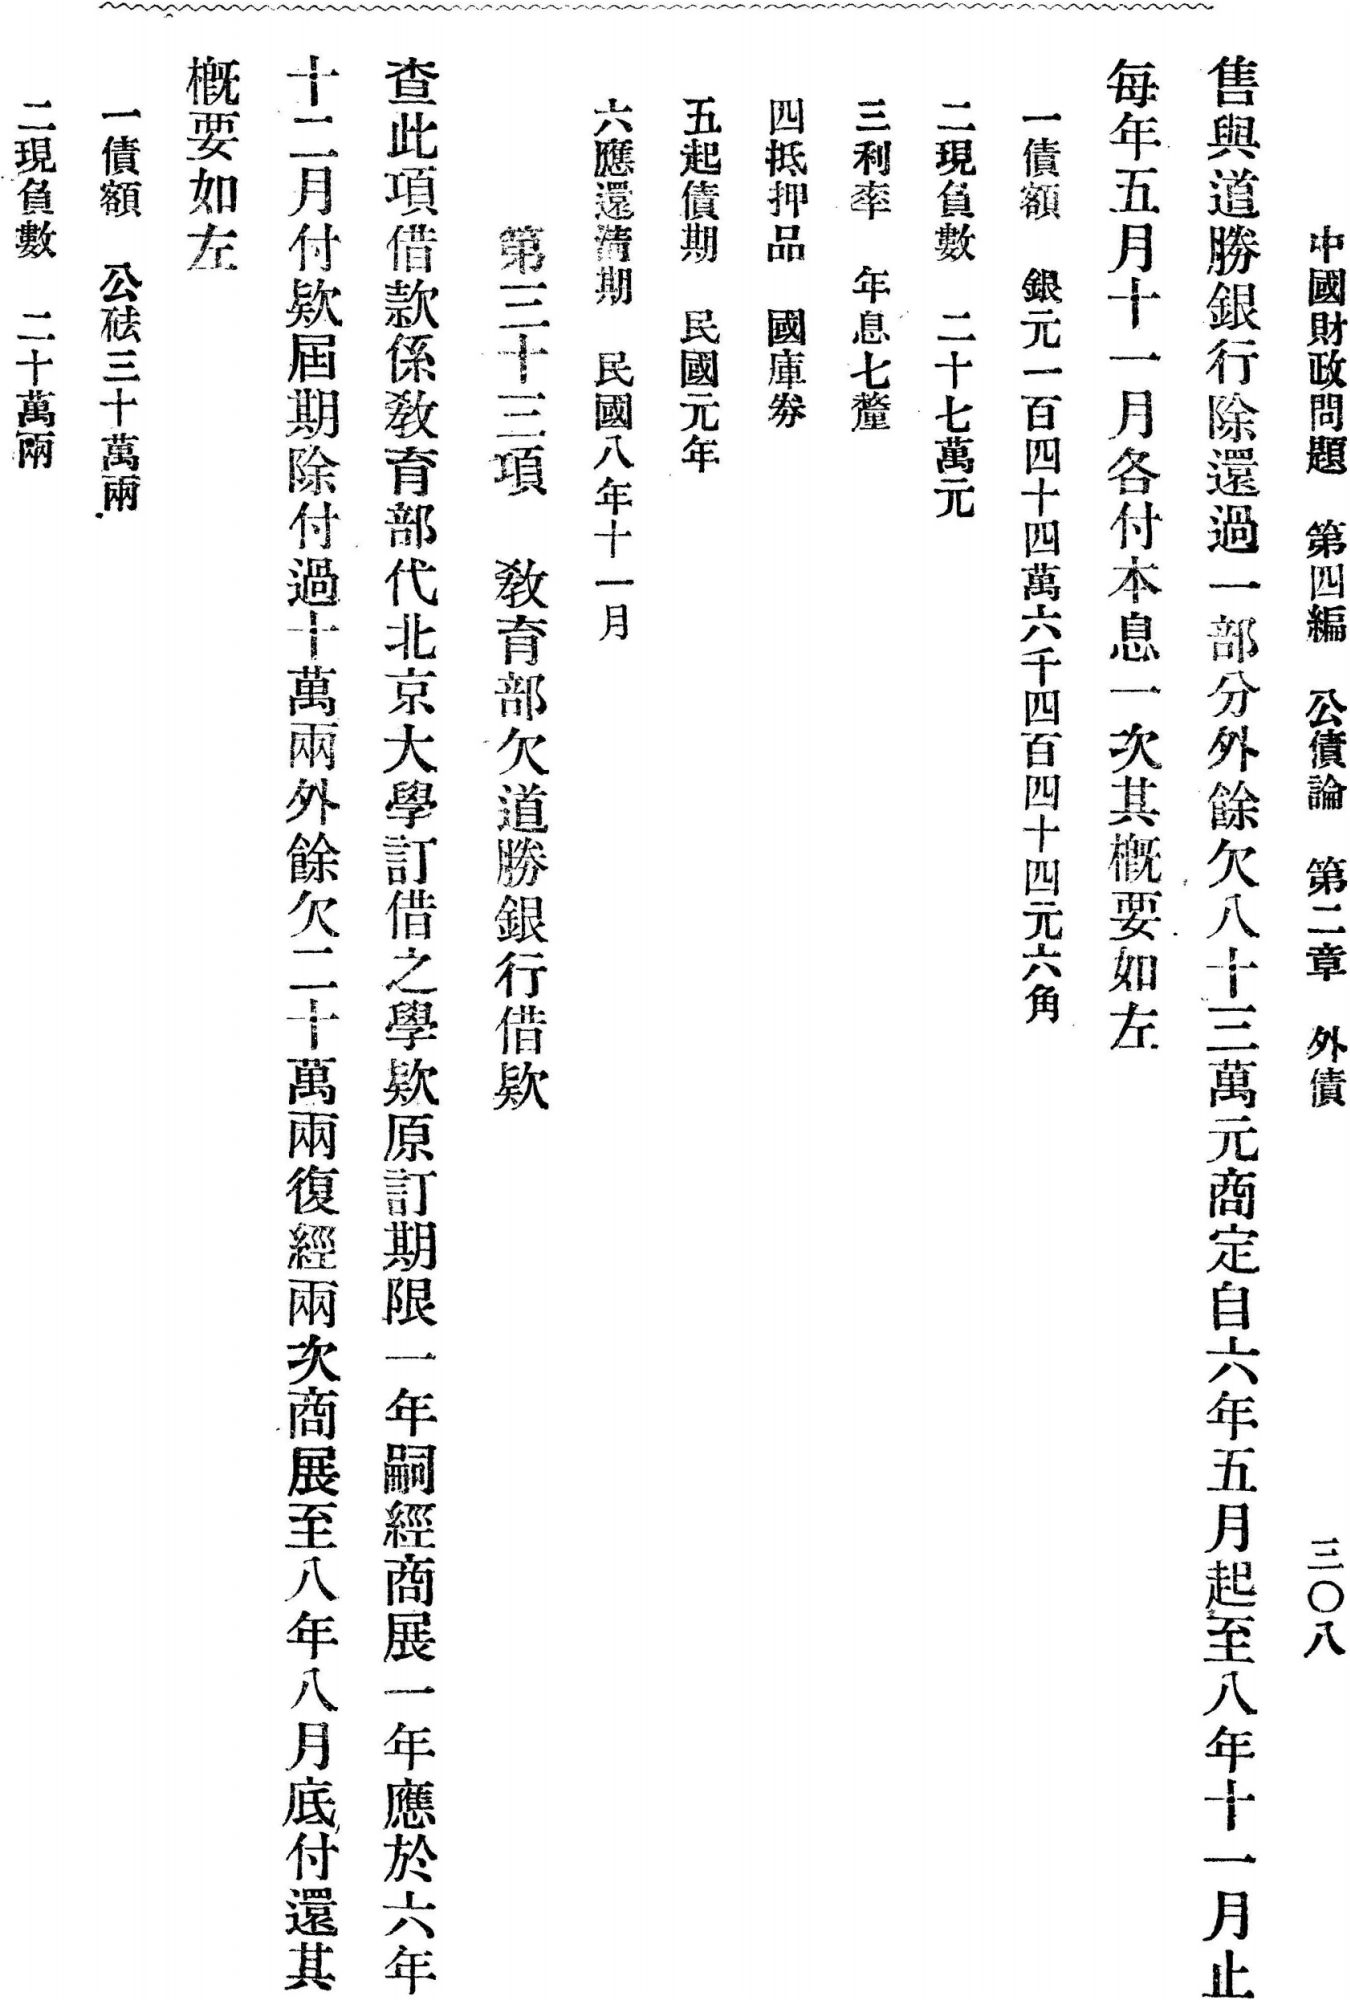 中國財政問題　第四編　公債論　第二章　外債　三〇八
售與道勝銀行除還過一部分外餘欠八十三萬元商定自六年五月起至八年十一月止
每年五月十一月各付本息一次其槪要如左
一債額　銀元一百四十四萬六千四百四十四元六角
二現負數　二十七萬元
三利率　年息七釐
四抵押品　國庫券
五起債期　民國元年
六應還淸期　民國八年十一月
第三十三項　敎育部欠道勝銀行借欵
查此項借款係敎育部代北京大學訂借之學欵原訂期限一年嗣經商展一年應於六年
十二月付欵屆期除付過十萬兩外餘欠二十萬兩復經兩次商展至八年八月底付還其
槪要如左
一債額　公砝三十萬兩
二現負數　二十萬兩